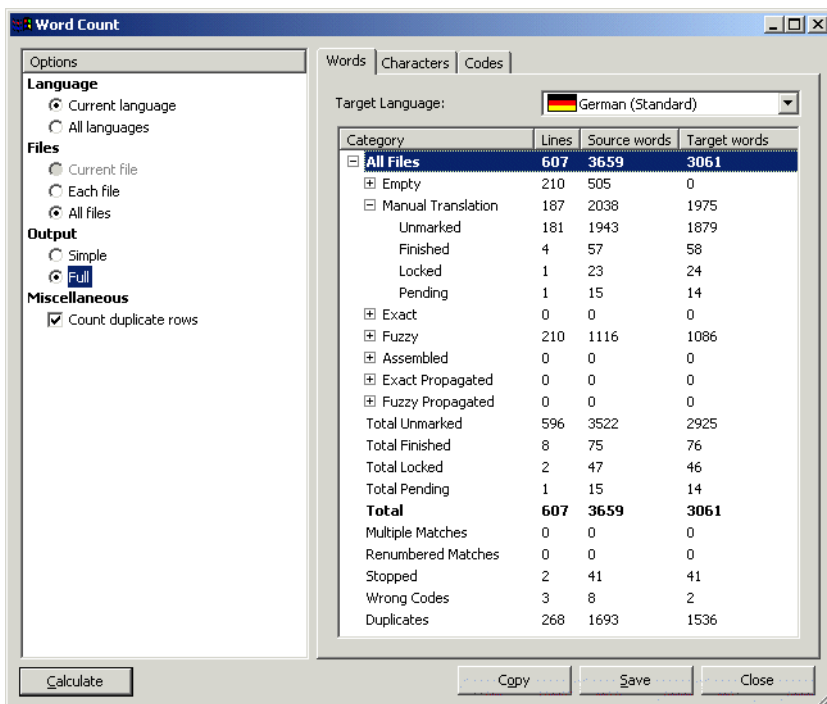 Word Count
Options
Language
Current language
All languages
Files
Current file
Each file
All files
Output
Simple
Full
Miscellaneous
Count duplicate rows
Words Characters Codes
Target Language: German (Standard)
Category Lines Source words Target words
All Files 607 3659 3061
Empty 210 505 0
Manual Translation 187 2038 1975
Unmarked 181 1943 1879
Finished 4 57 58
Locked 1 23 24
Pending 1 15 14
Exact 0 0 0
Fuzzy 210 1116 1086
Assembled 0 0 0
Exact Propagated 0 0 0
Fuzzy Propagated 0 0 0
Total Unmarked 596 3522 2925
Total Finished 8 75 76
Total Locked 2 47 46
Total Pending 1 15 14
Total 607 3659 3061
Multiple Matches 0 0 0
Renumbered Matches 0 0 0
Stopped 2 41 41
Wrong Codes 3 8 2
Duplicates 268 1693 1536
Calculate Copy Save Close